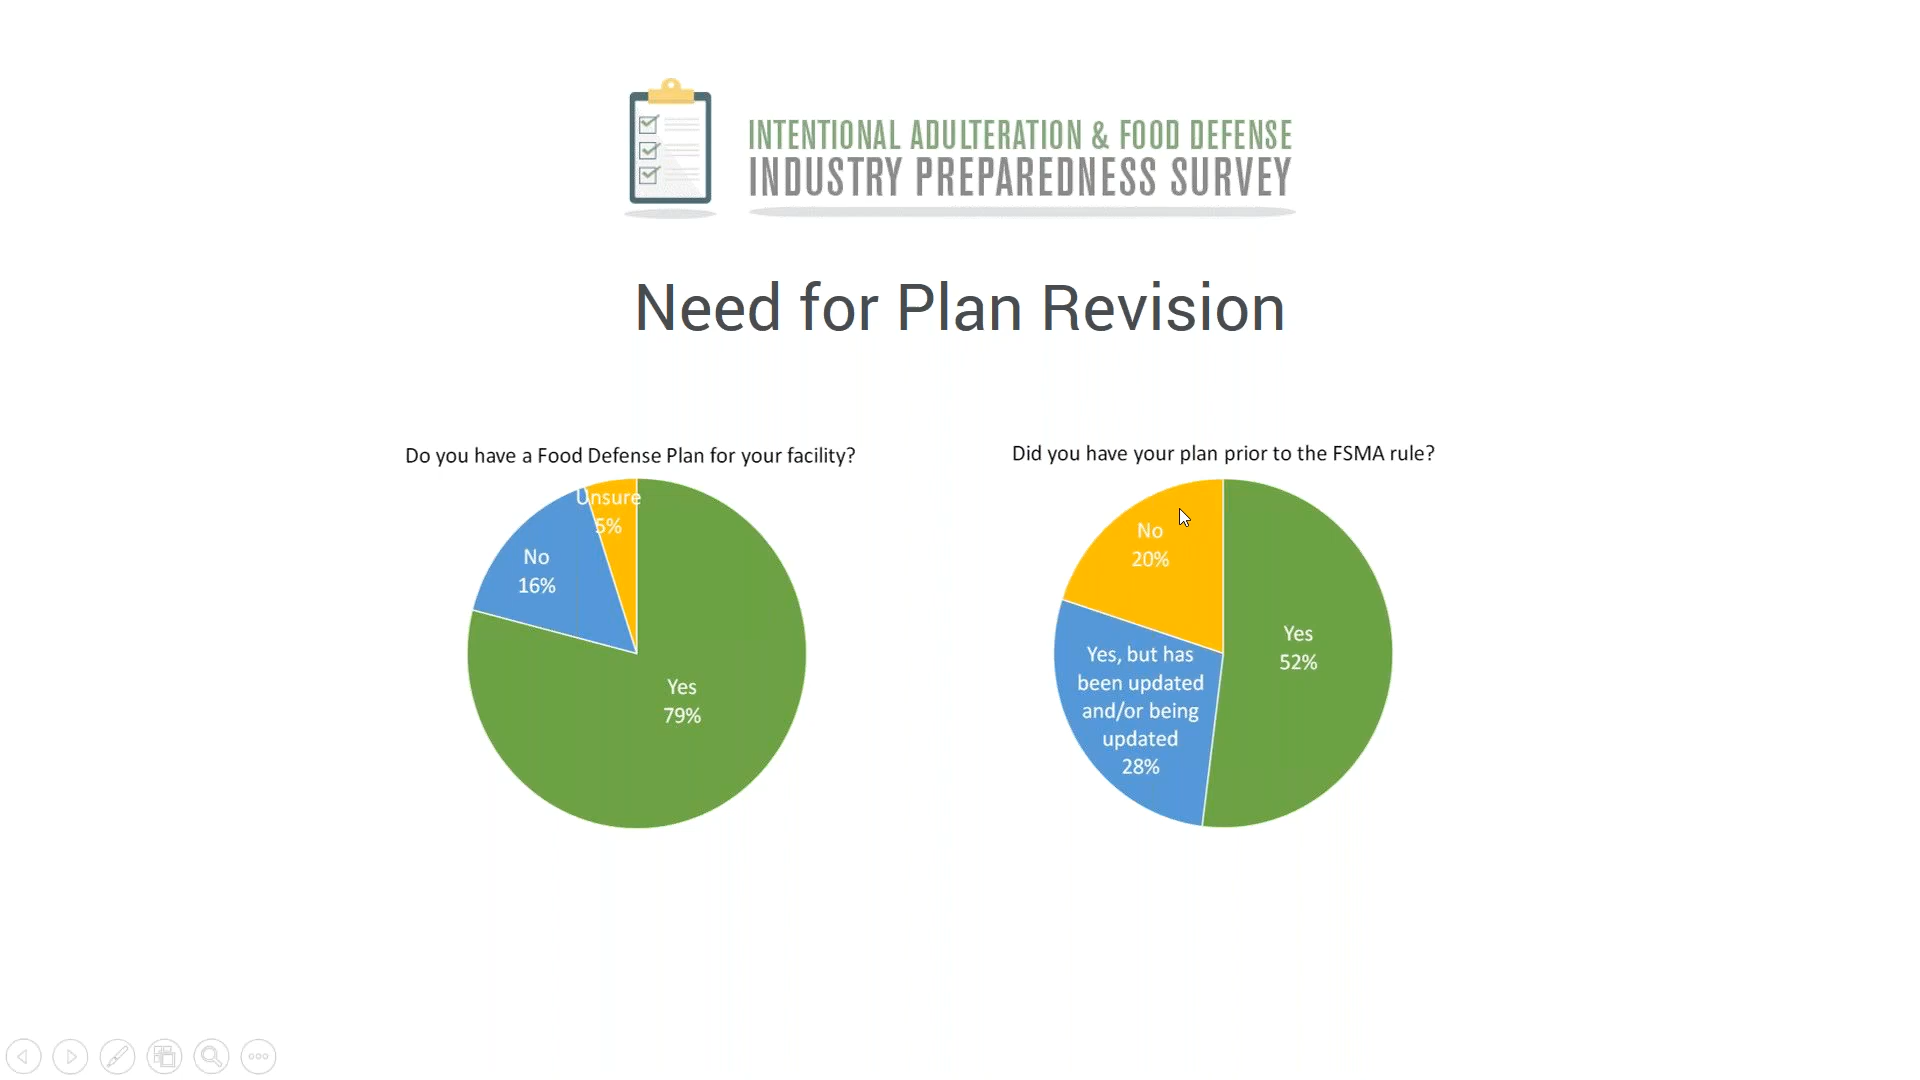 INTENTIONAL ADULTERATION & FOOD DEFENSE
INDUSTRY PREPAREDNESS SURVEY
Need for Plan Revision
Do you have a Food Defense Plan for your facility?
Unsure
5%
No
16%
Yes
79%
Did you have your plan prior to the FSMA rule?
No
20%
Yes
52%
Yes, but has
been updated
and/or being
updated
28%